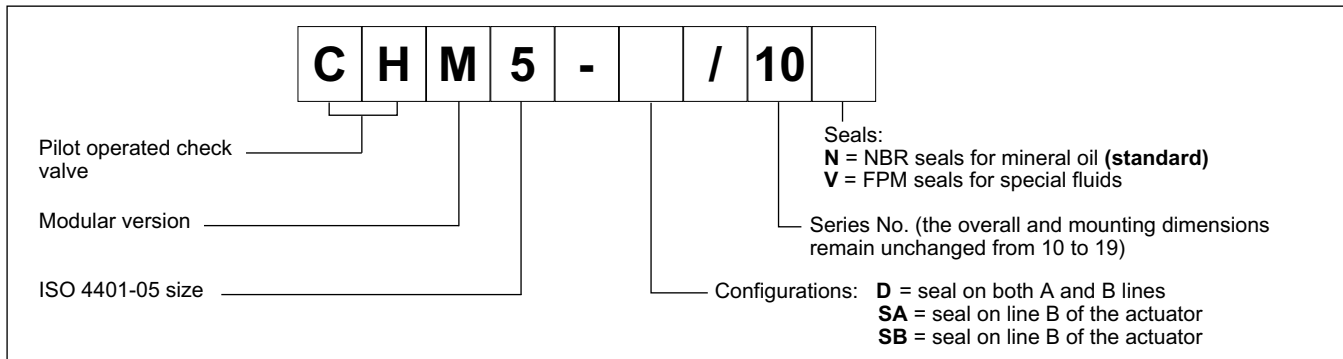 CHM5-/10
Pilot operated check
valve
Modular version
ISO 4401-05 size
Seals:
N = NBR seals for mineral oil (standard)
V = FPM seals for special fluids
Series No. (the overall and mounting dimensions
remain unchanged from 10 to 19)
Configurations: D = seal on both A and B lines
SA = seal on line B of the actuator
SB = seal on line B of the actuator